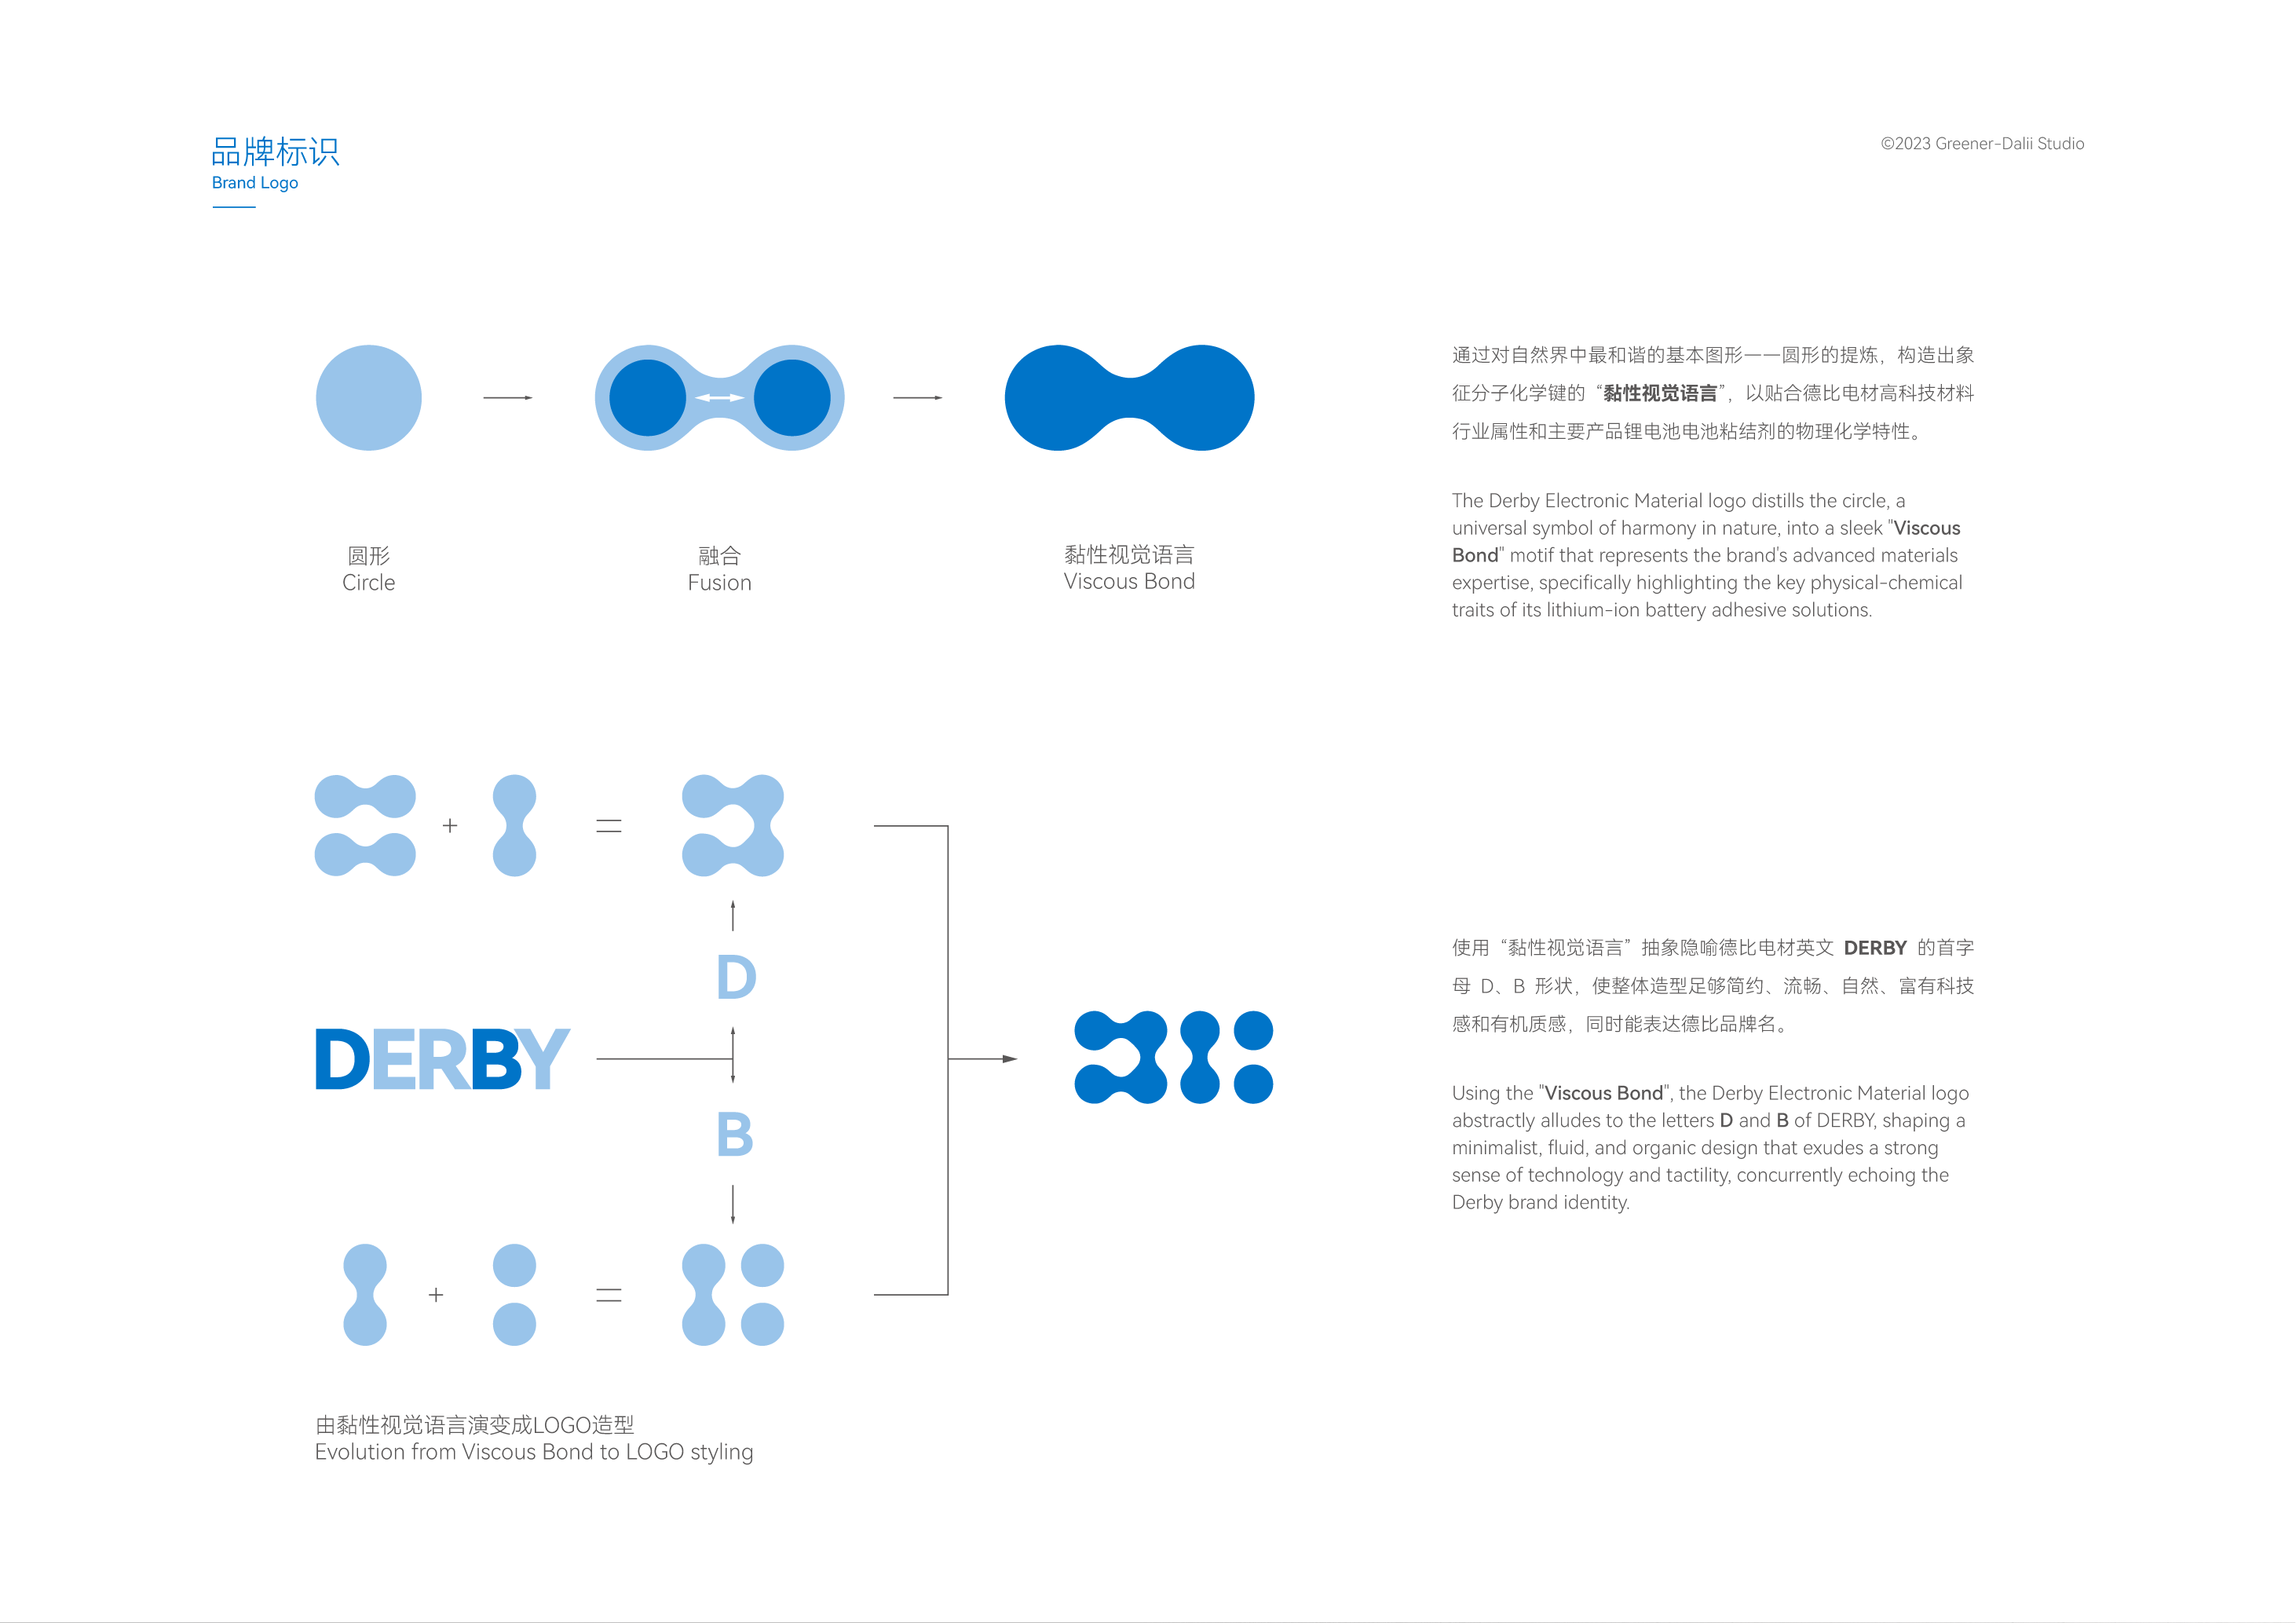 品牌标识
Brand Logo
©2023 Greener-Dalii Studio
圆形
Circle
融合
Fusion
黏性视觉语言
Viscous Bond
通过对自然界中最和谐的基本图形——圆形的提炼，构造出象
征分子化学键的“黏性视觉语言”，以贴合德比电材高科技材料
行业属性和主要产品锂电池电池粘结剂的物理化学特性。
The Derby Electronic Material logo distills the circle, a
universal symbol of harmony in nature, into a sleek "Viscous
Bond" motif that represents the brand's advanced materials
expertise, specifically highlighting the key physical-chemical
traits of its lithium-ion battery adhesive solutions.
+
=
D
DERBY
B
+
=
由黏性视觉语言演变成LOGO造型
Evolution from Viscous Bond to LOGO styling
使用“黏性视觉语言”抽象隐喻德比电材英文 DERBY 的首字
母 D、B 形状，使整体造型足够简约、流畅、自然、富有科技
感和有机质感，同时能表达德比品牌名。
Using the "Viscous Bond", the Derby Electronic Material logo
abstractly alludes to the letters D and B of DERBY, shaping a
minimalist, fluid, and organic design that exudes a strong
sense of technology and tactility, concurrently echoing the
Derby brand identity.